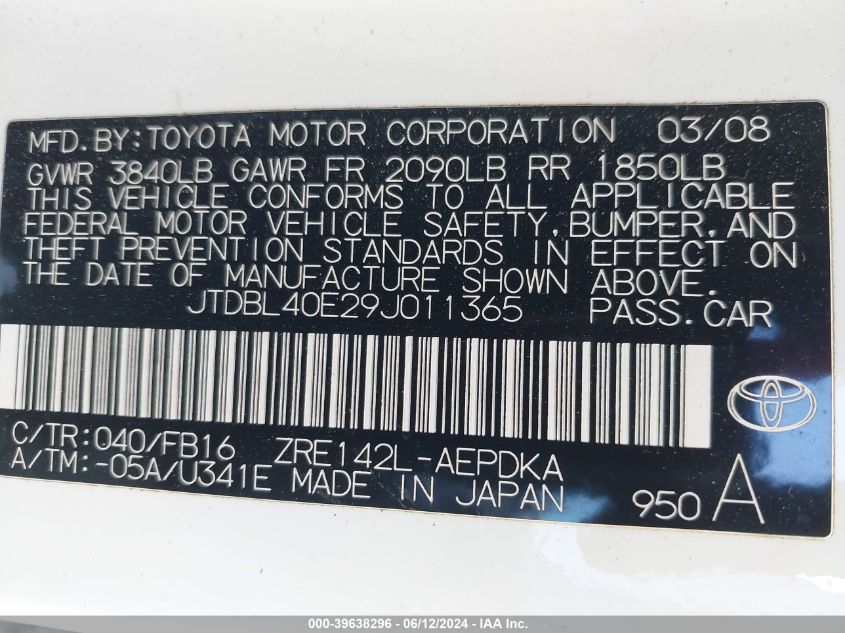 MFD.BY:TOYOTA MOTOR CORPORATION 03/08
GVWR 3840LB GAWR FR 2090LB RR 1850LB
THIS VEHICLE CONFORMS TO ALL APPLICABLE
FEDERAL MOTOR VEHICLE SAFETY,BUMPER,AND
THEFT PREVENTION STANDARDS IN EFFECT ON
THE DATE OF MANUFACTURE SHOWN ABOVE.
JTDBL40E29J011365 PASS.CAR
C/TR:040/FB16 ZRE142L-AEPDKA
A/TM:-05A/U341E MADE IN JAPAN 950 A
000-39638296 - 06/12/2024 - IAA Inc.